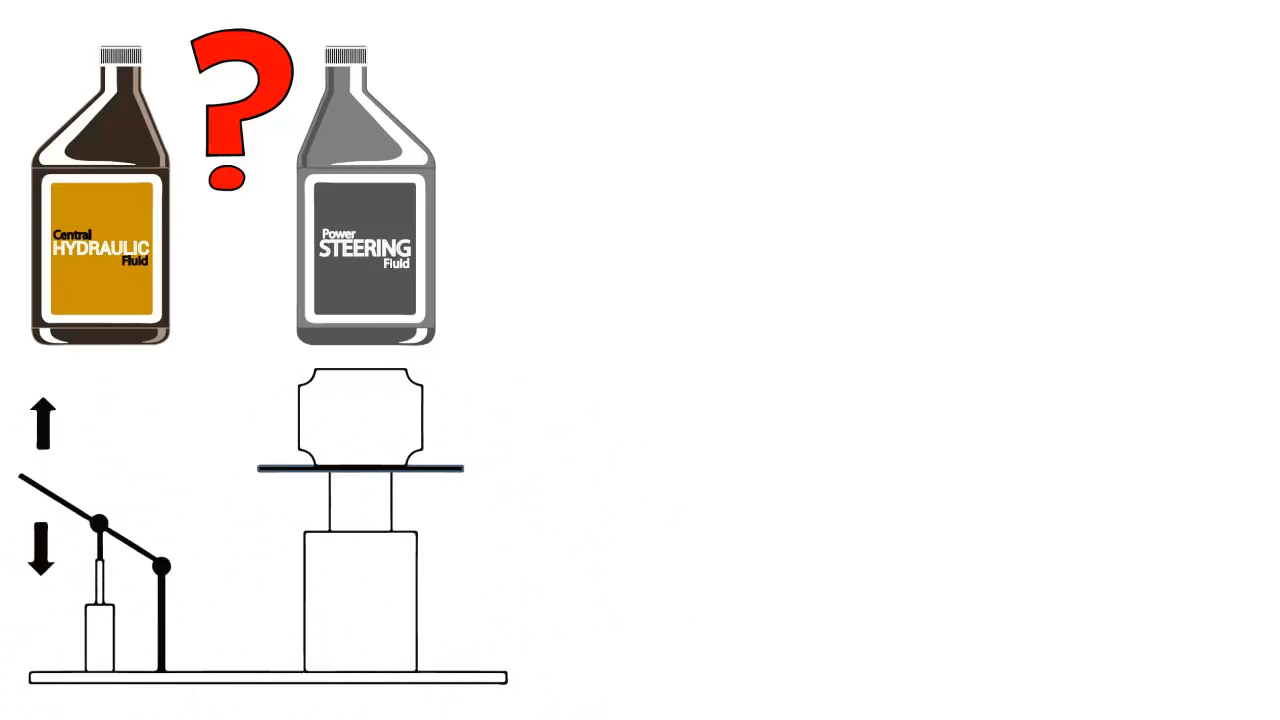 ?
Central
HYDRAULIC
Fluid
Power
STEERING
Fluid